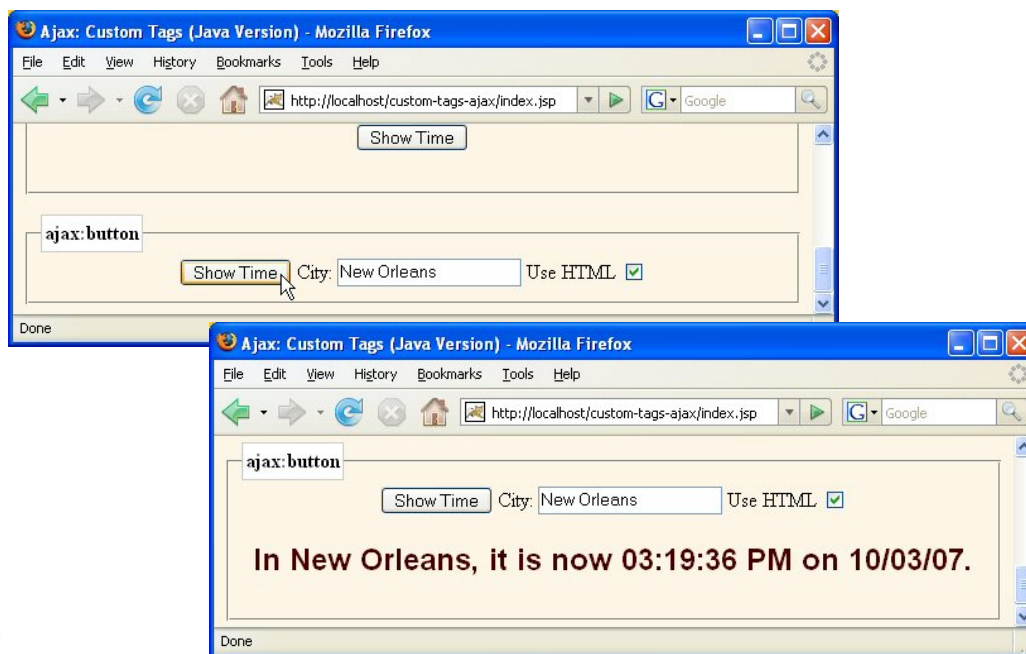 Ajax: Custom Tags (Java Version) - Mozilla Firefox
File Edit View History Bookmarks Tools Help
http://localhost/custom-tags-ajax/index.jsp G Google
Show Time
ajax:button
Show Time City: New Orleans Use HTML
Done
Ajax: Custom Tags (Java Version) - Mozilla Firefox
File Edit View History Bookmarks Tools Help
http://localhost/custom-tags-ajax/index.jsp G Google
ajax:button
Show Time City: New Orleans Use HTML
In New Orleans, it is now 03:19:36 PM on 10/03/07.
Done